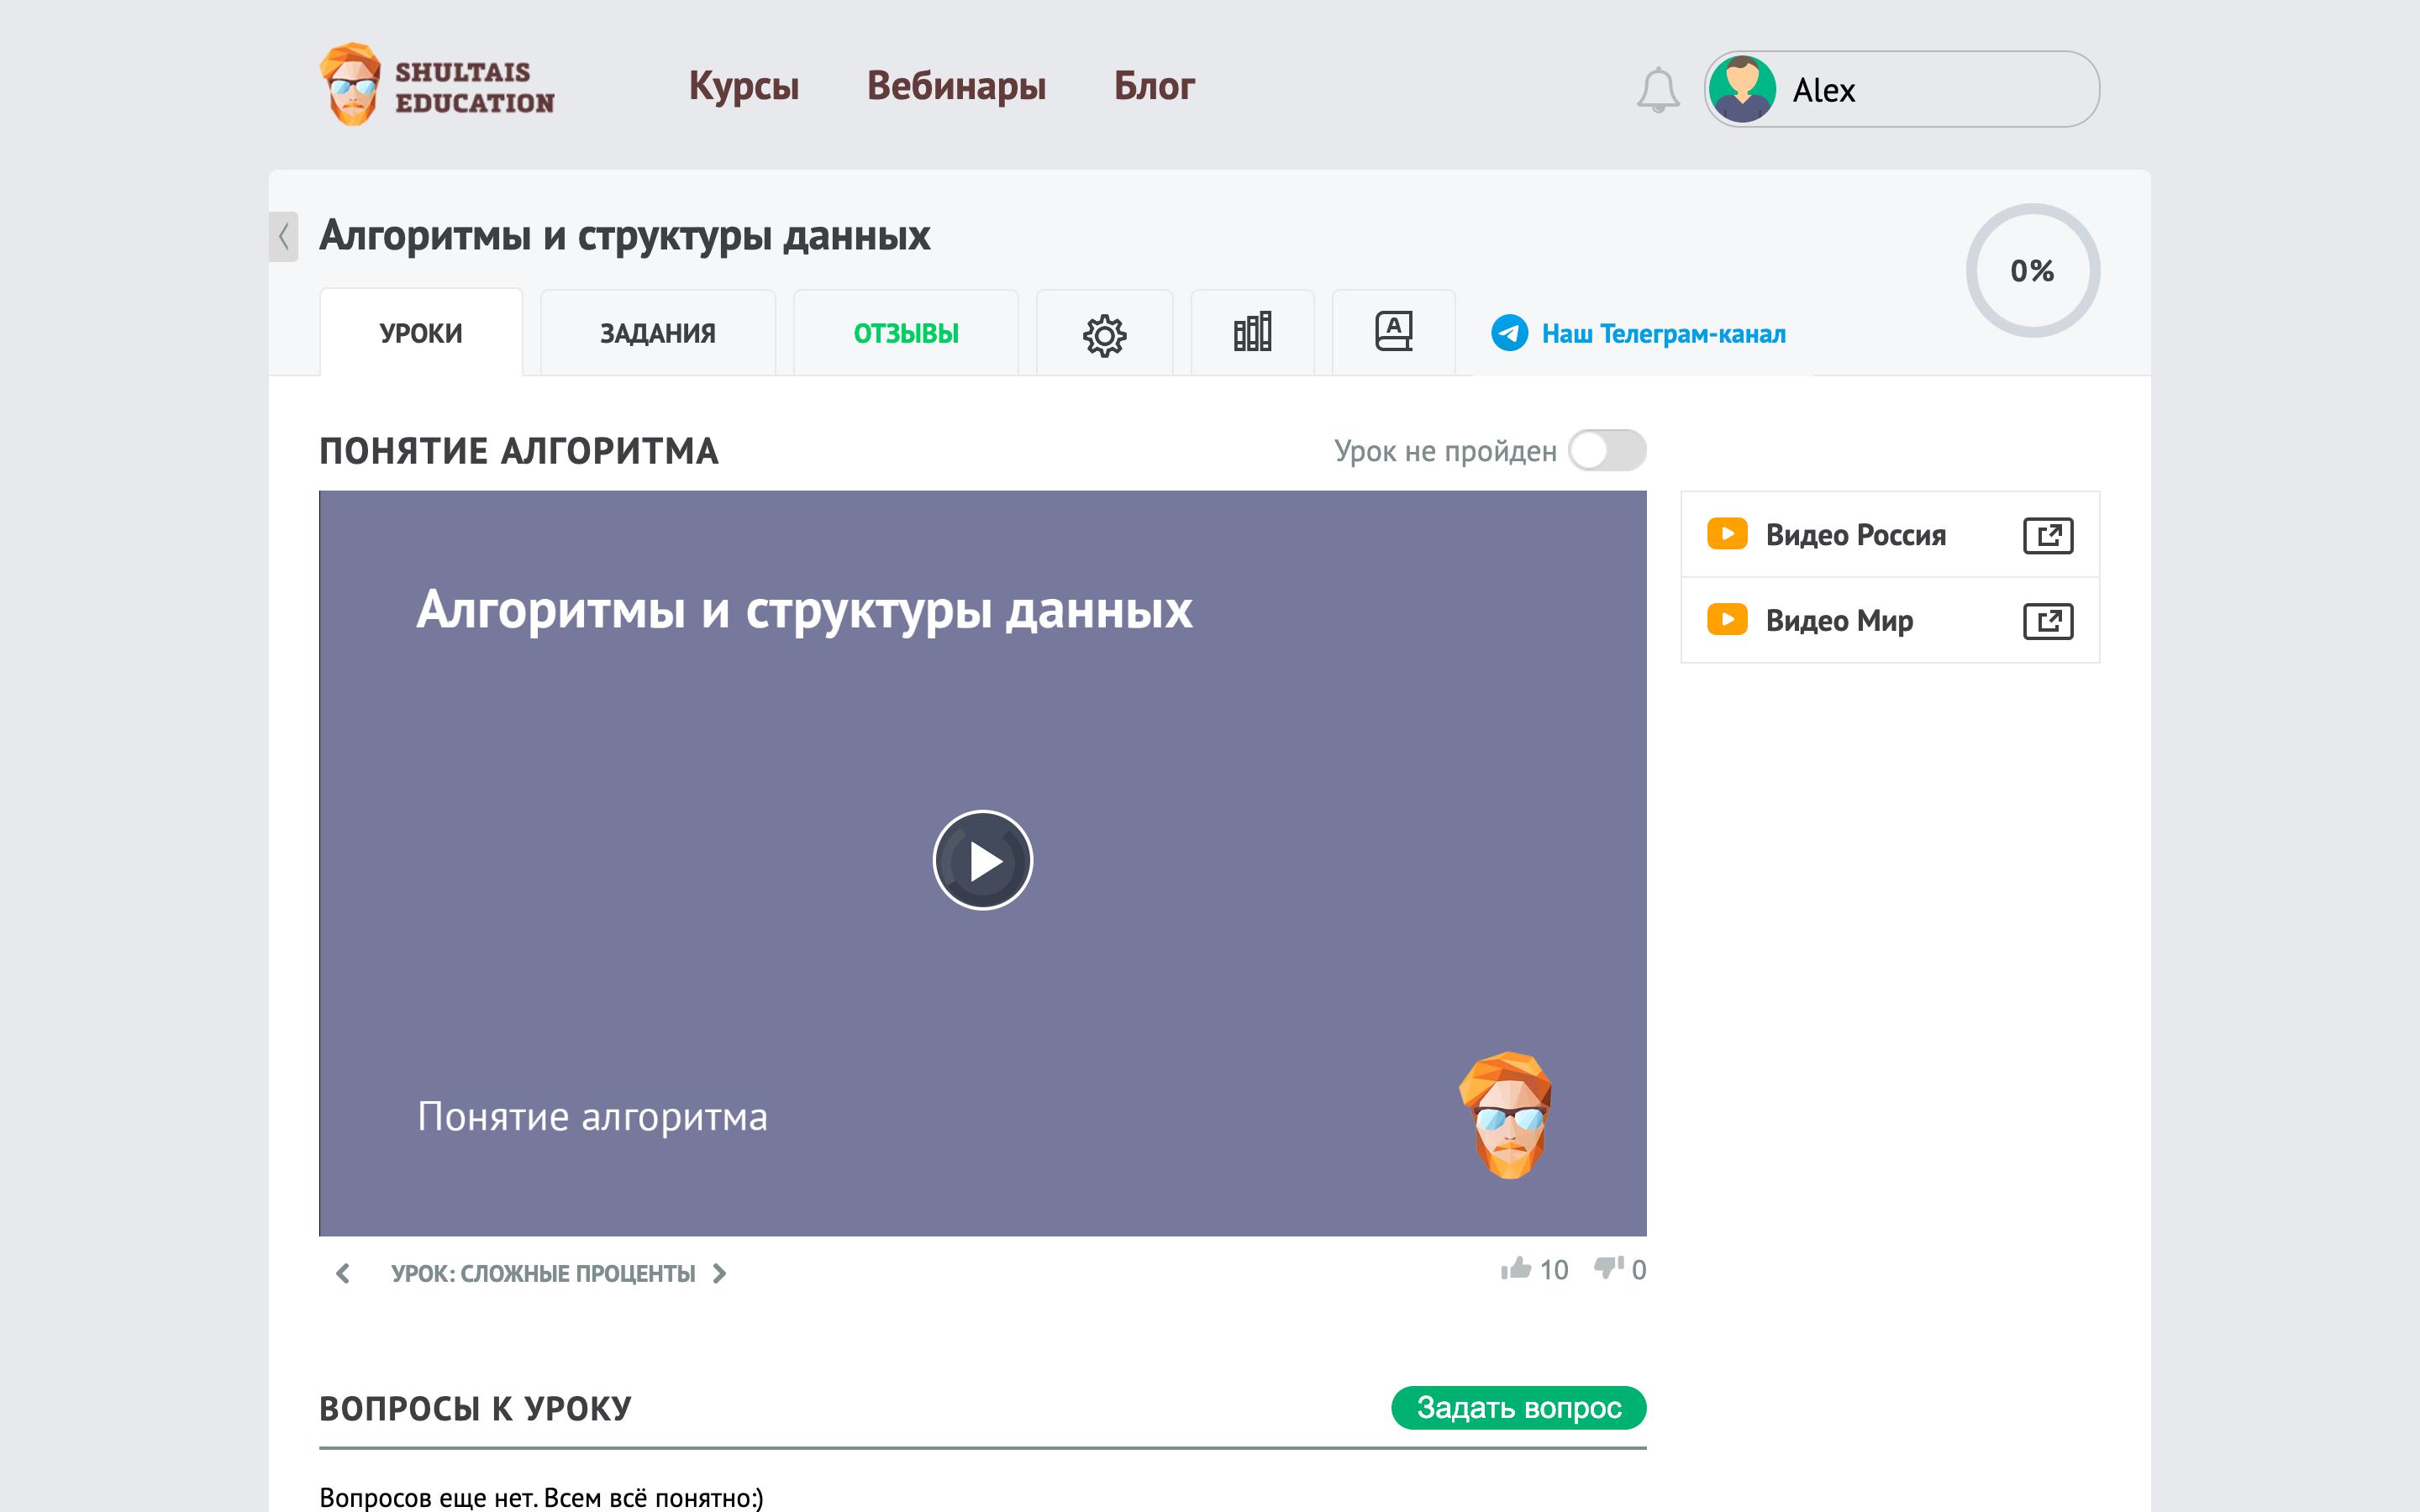 SHULTAIS
EDUCATION
Курсы
Вебинары
Блог
Alex
Алгоритмы и структуры данных
0%
УРОКИ
ЗАДАНИЯ
ОТЗЫВЫ
A
Наш Телеграм-канал
ПОНЯТИЕ АЛГОРИТМА
Урок не пройден
Алгоритмы и структуры данных
Понятие алгоритма
Видео Россия
Видео Мир
УРОК: СЛОЖНЫЕ ПРОЦЕНТЫ
10
0
ВОПРОСЫ К УРОКУ
Задать вопрос
Вопросов еще нет. Всем всё понятно:)